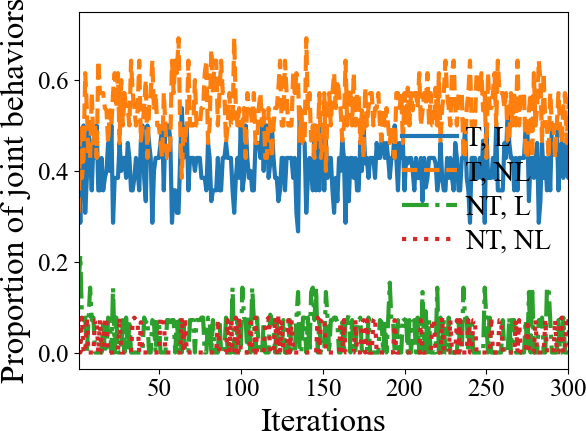 Proportion of joint behaviors
0.6
0.4
0.2
0.0
T, L
T, NL
NT, L
NT, NL
50
100
150
200
250
300
Iterations